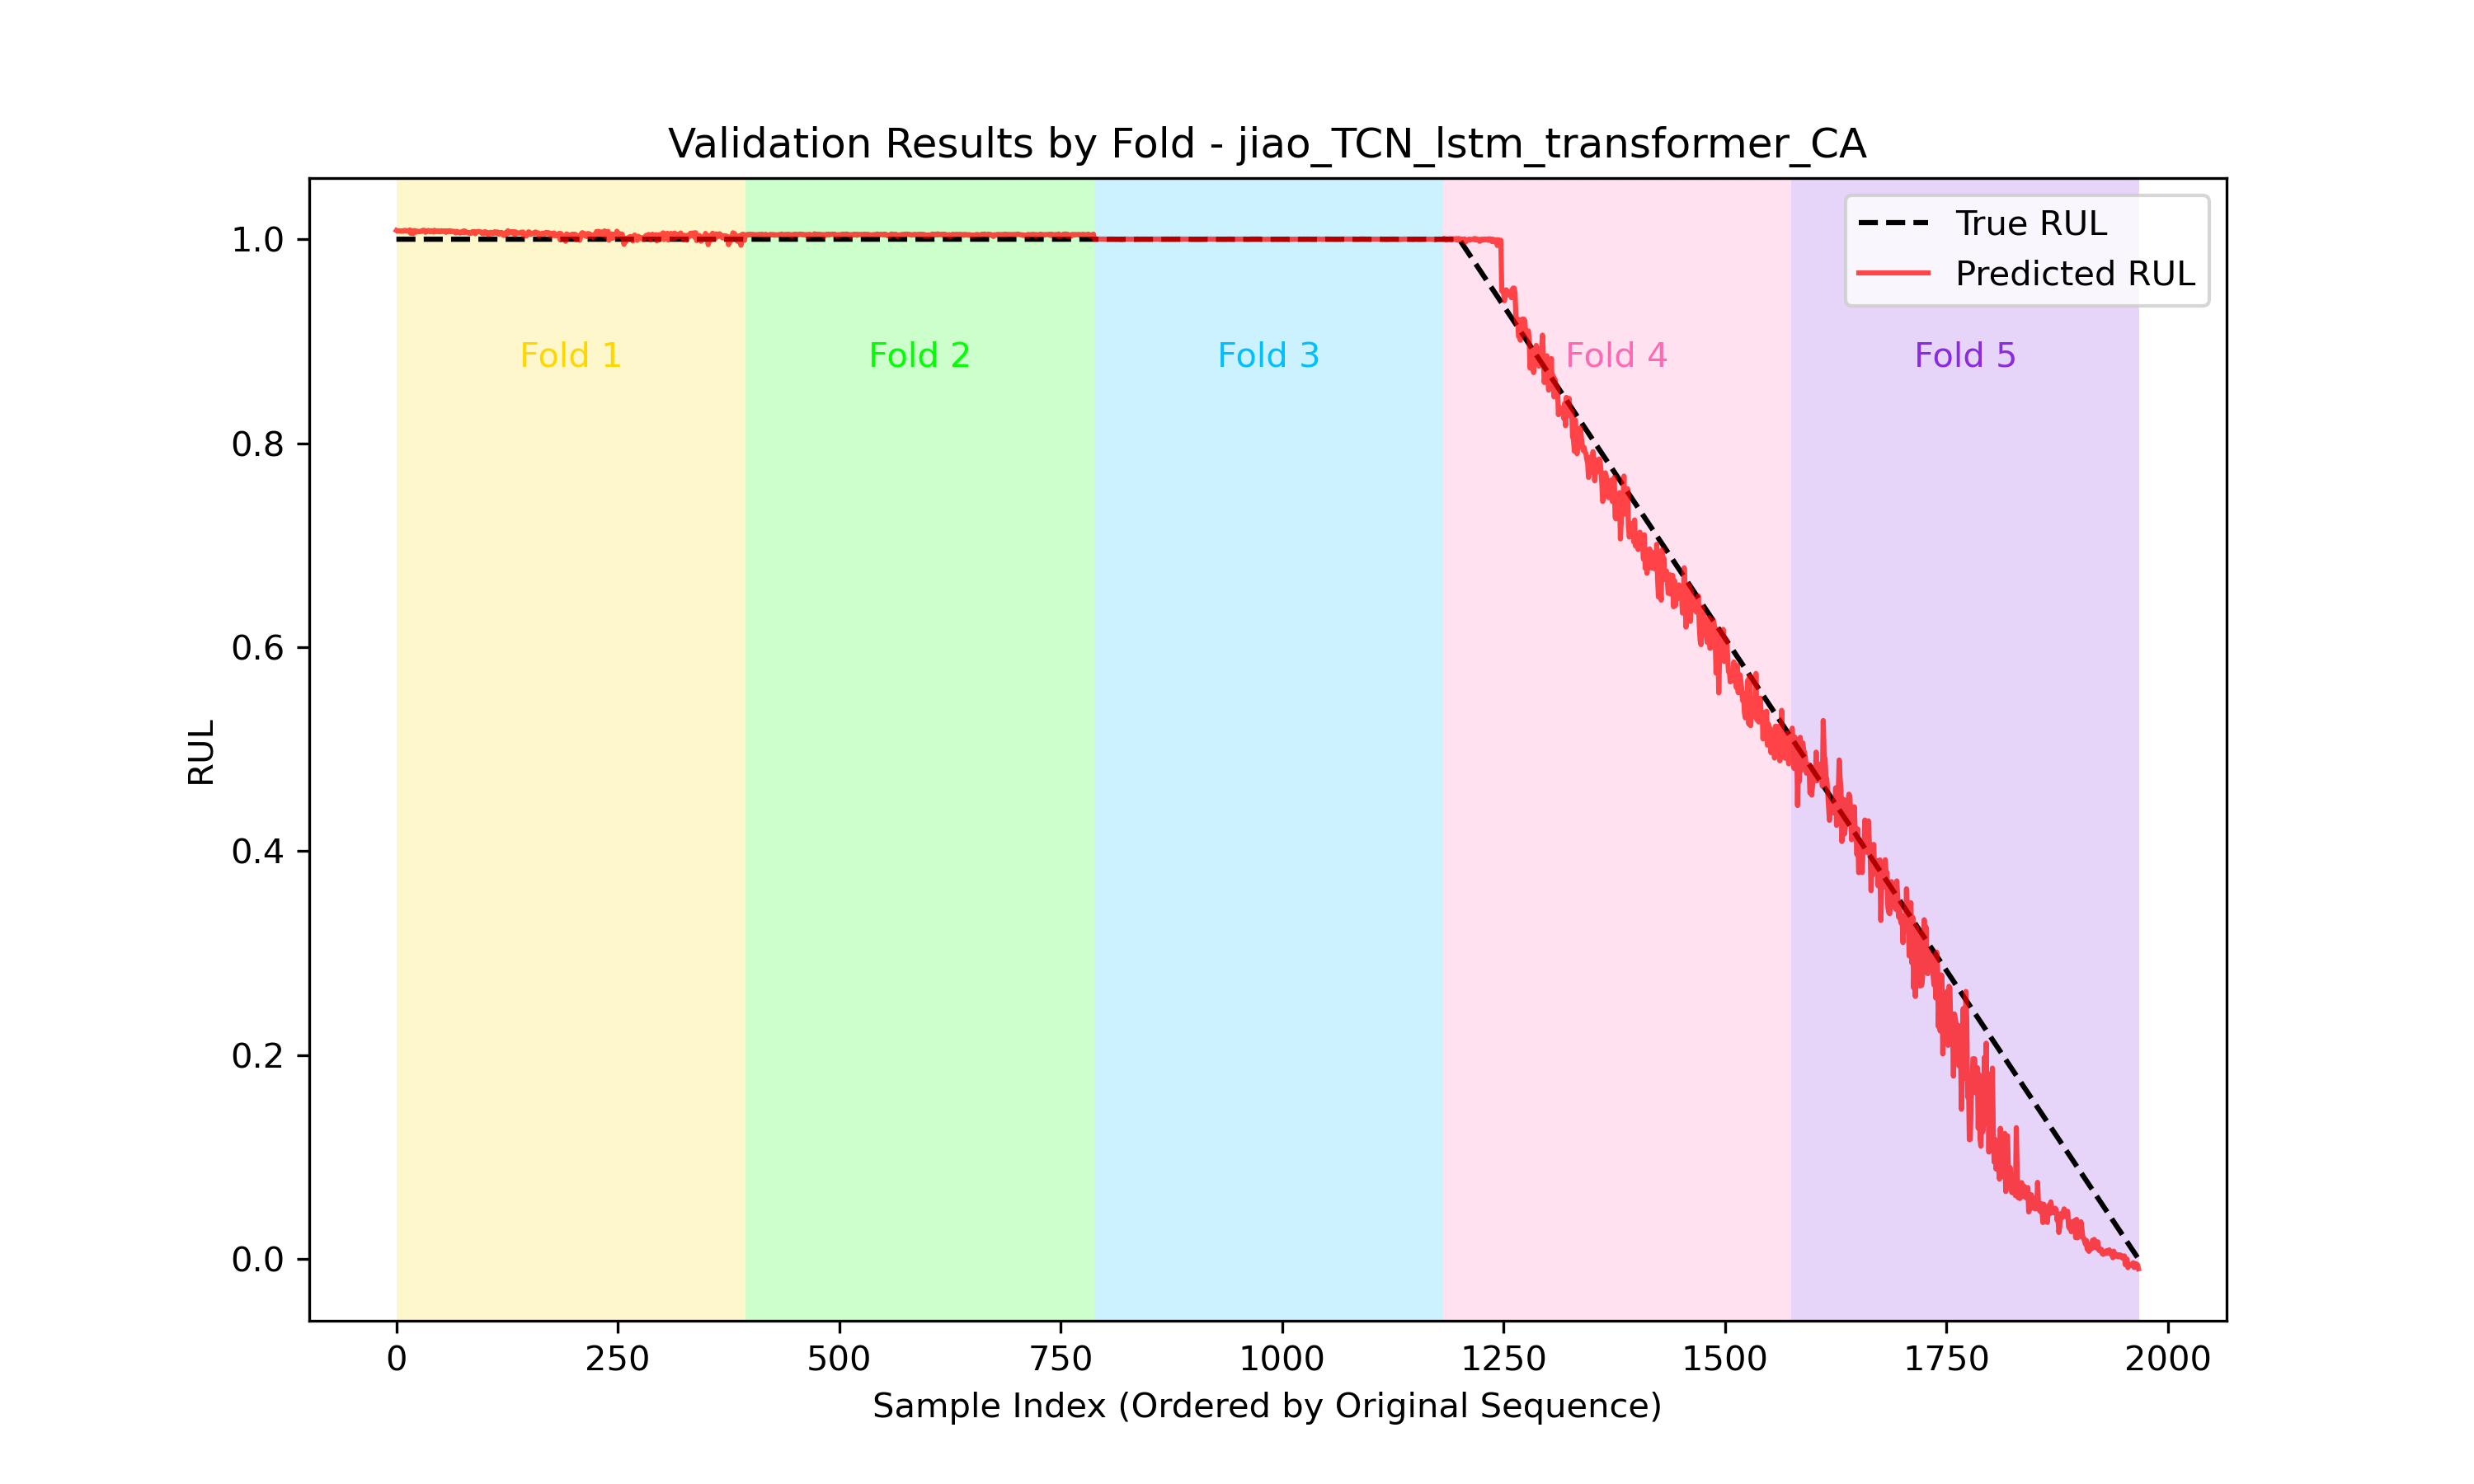 Validation Results by Fold - jiao_TCN_lstm_transformer_CA
True RUL
Predicted RUL
Fold 1
Fold 2
Fold 3
Fold 4
Fold 5
RUL
1.0
0.8
0.6
0.4
0.2
0.0
0
250
500
750
1000
1250
1500
1750
2000
Sample Index (Ordered by Original Sequence)